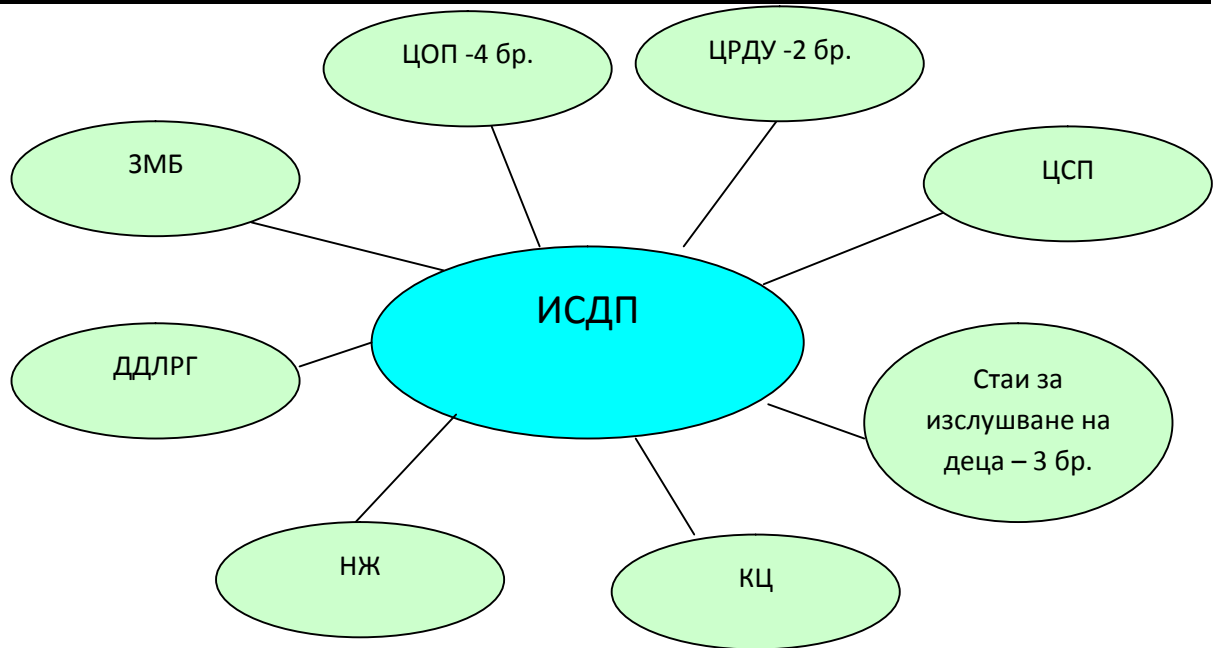 ЦОП -4 бр.
ЦРДУ -2 бр.
ЗМБ
ЦСП
ИСДП
ДДЛРГ
Стаи за
изслушване на
деца – 3 бр.
НЖ
КЦ